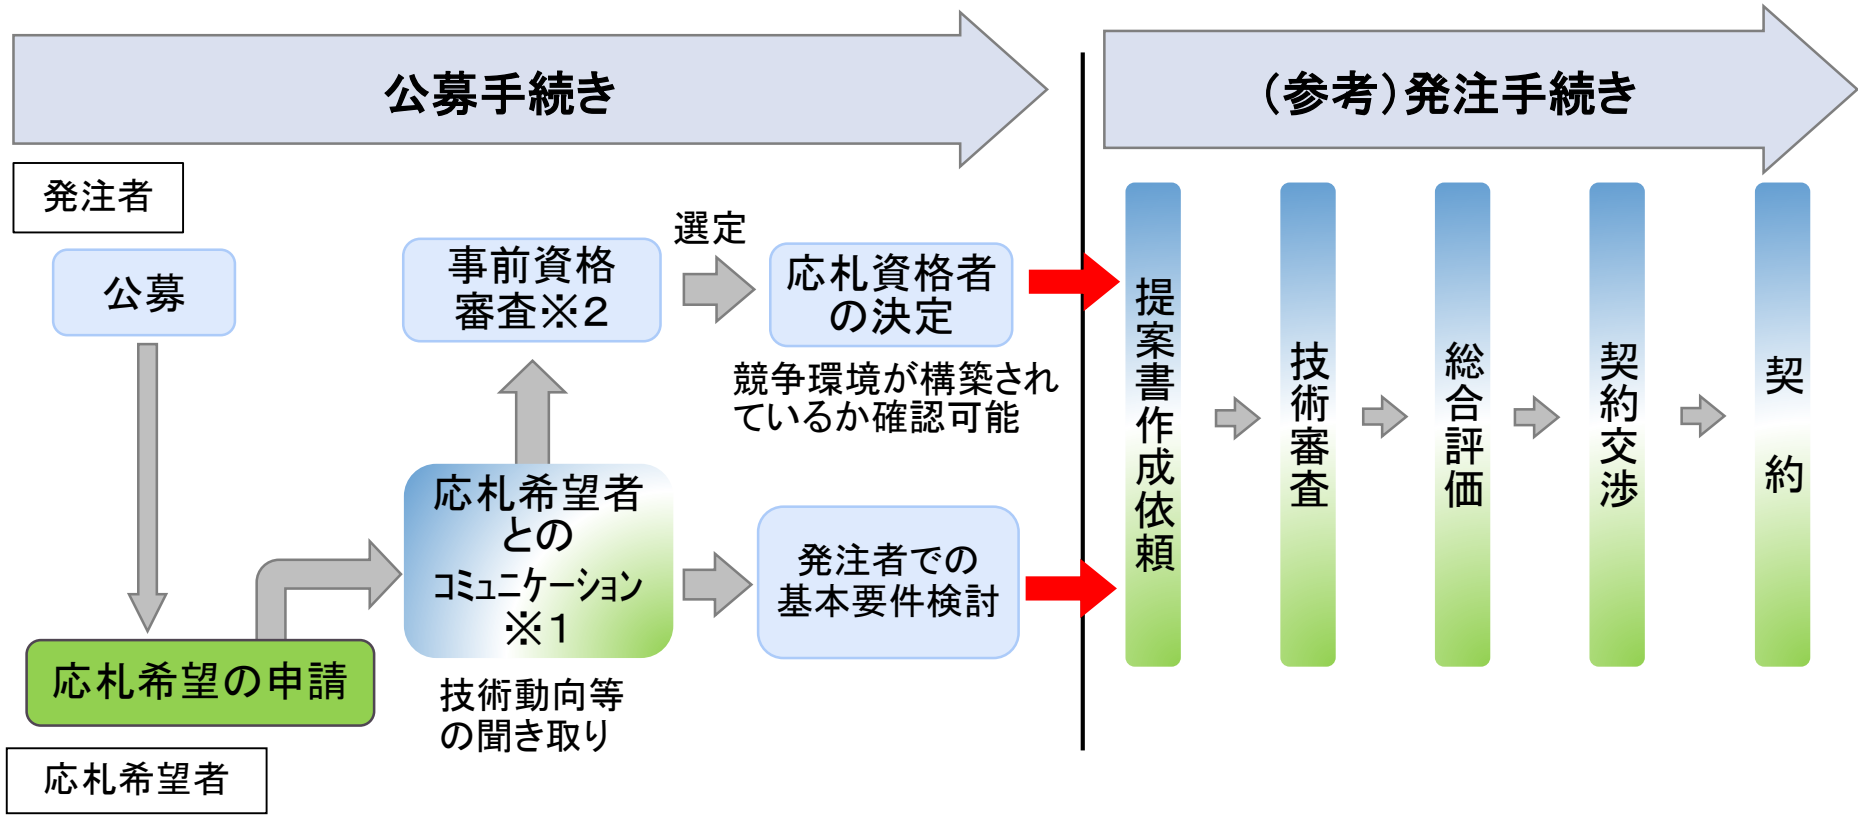 公募手続き
(参考)発注手続き
発注者
公募
応札希望の申請
応札希望者
事前資格
審査※2
選定
応札資格者
の決定
競争環境が構築され
ているか確認可能
応札希望者
との
コミュニケーション
※1
技術動向等
の聞き取り
発注者での
基本要件検討
提案書作成依頼
技術審査
総合評価
契約交渉
契約